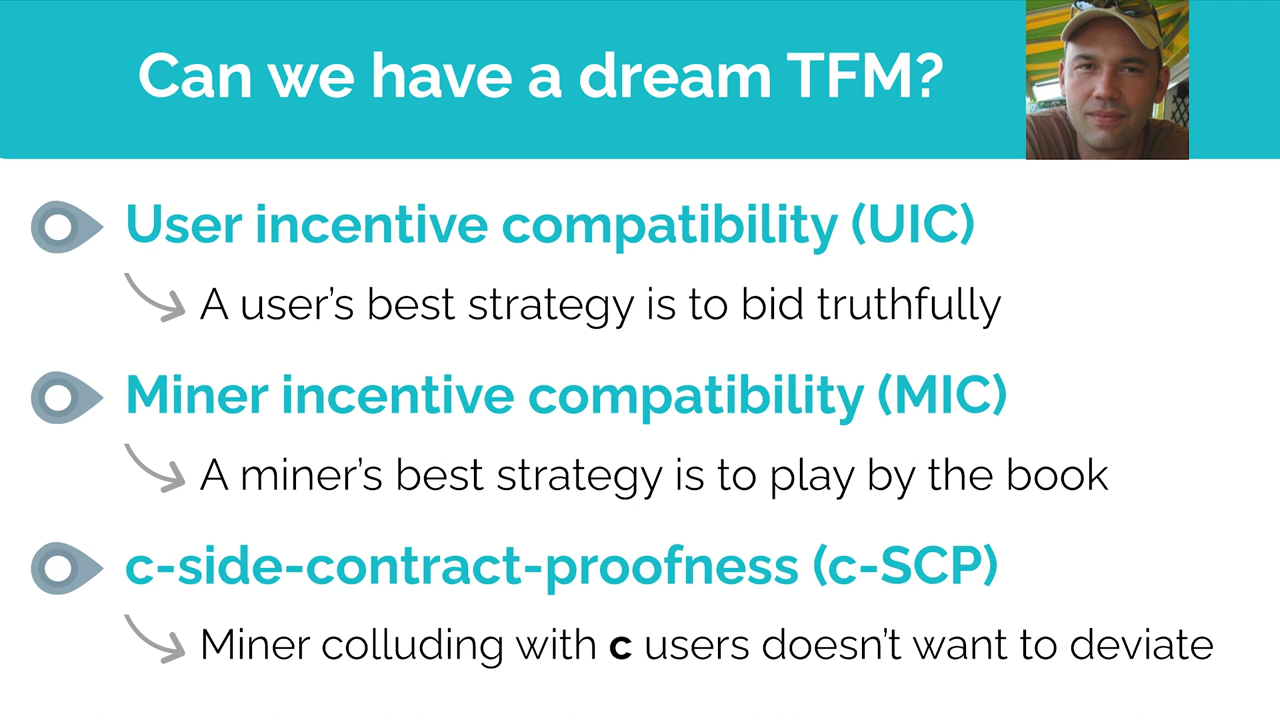 Can we have a dream TFM?
User incentive compatibility (UIC)
A user's best strategy is to bid truthfully
Miner incentive compatibility (MIC)
A miner's best strategy is to play by the book
c-side-contract-proofness (c-SCP)
Miner colluding with c users doesn't want to deviate